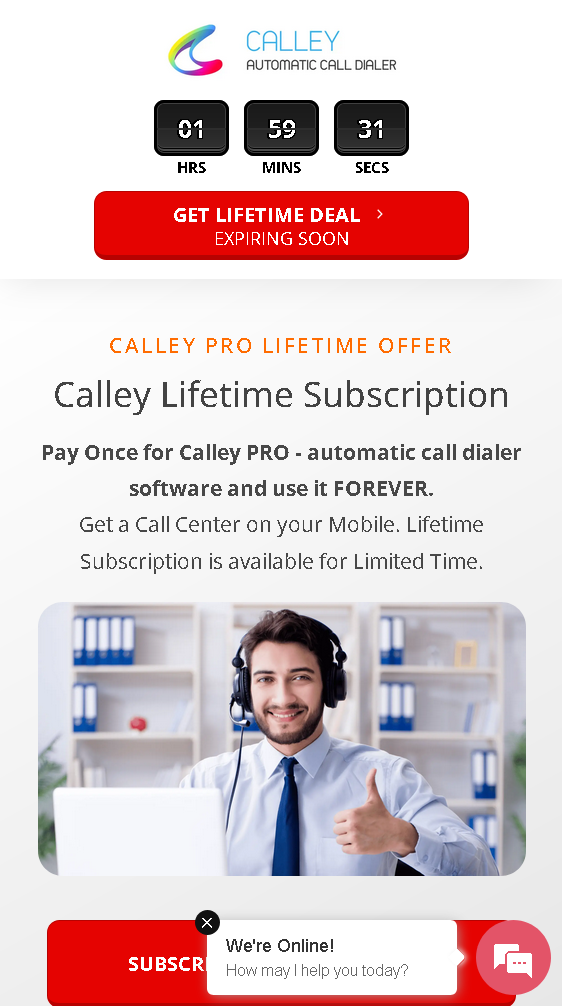 CALLEY
AUTOMATIC CALL DIALER
01 59 31
HRS MINS SECS
GET LIFETIME DEAL
EXPIRING SOON
CALLEY PRO LIFETIME OFFER
Calley Lifetime Subscription
Pay Once for Calley PRO - automatic call dialer
software and use it FOREVER.
Get a Call Center on your Mobile. Lifetime
Subscription is available for Limited Time.
We're Online!
How may I help you today?